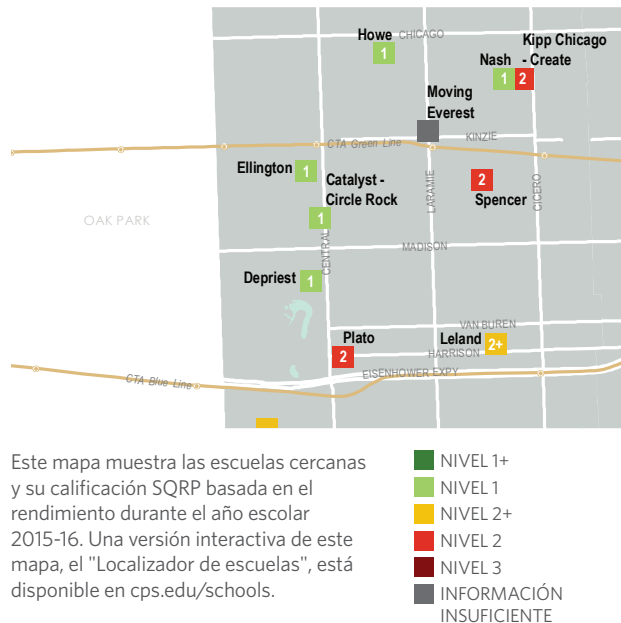 Howe
CHICAGO
1
Kipp Chicago
Nash - Create
1 2
Moving
Everest
KINZIE
CTA Green Line
Ellington 1
Catalyst -
Circle Rock
1
2
Spencer
LARAMIE
CICERO
OAK PARK
CENTRAL
MADISON
Depriest 1
VAN BUREN
Plato
2
Leland 2+
HARRISON
EISENHOWER EXPY
CTA Blue Line
Este mapa muestra las escuelas cercanas
y su calificación SQRP basada en el
rendimiento durante el año escolar
2015-16. Una versión interactiva de este
mapa, el "Localizador de escuelas", está
disponible en cps.edu/schools.
NIVEL 1+
NIVEL 1
NIVEL 2+
NIVEL 2
NIVEL 3
INFORMACIÓN
INSUFICIENTE